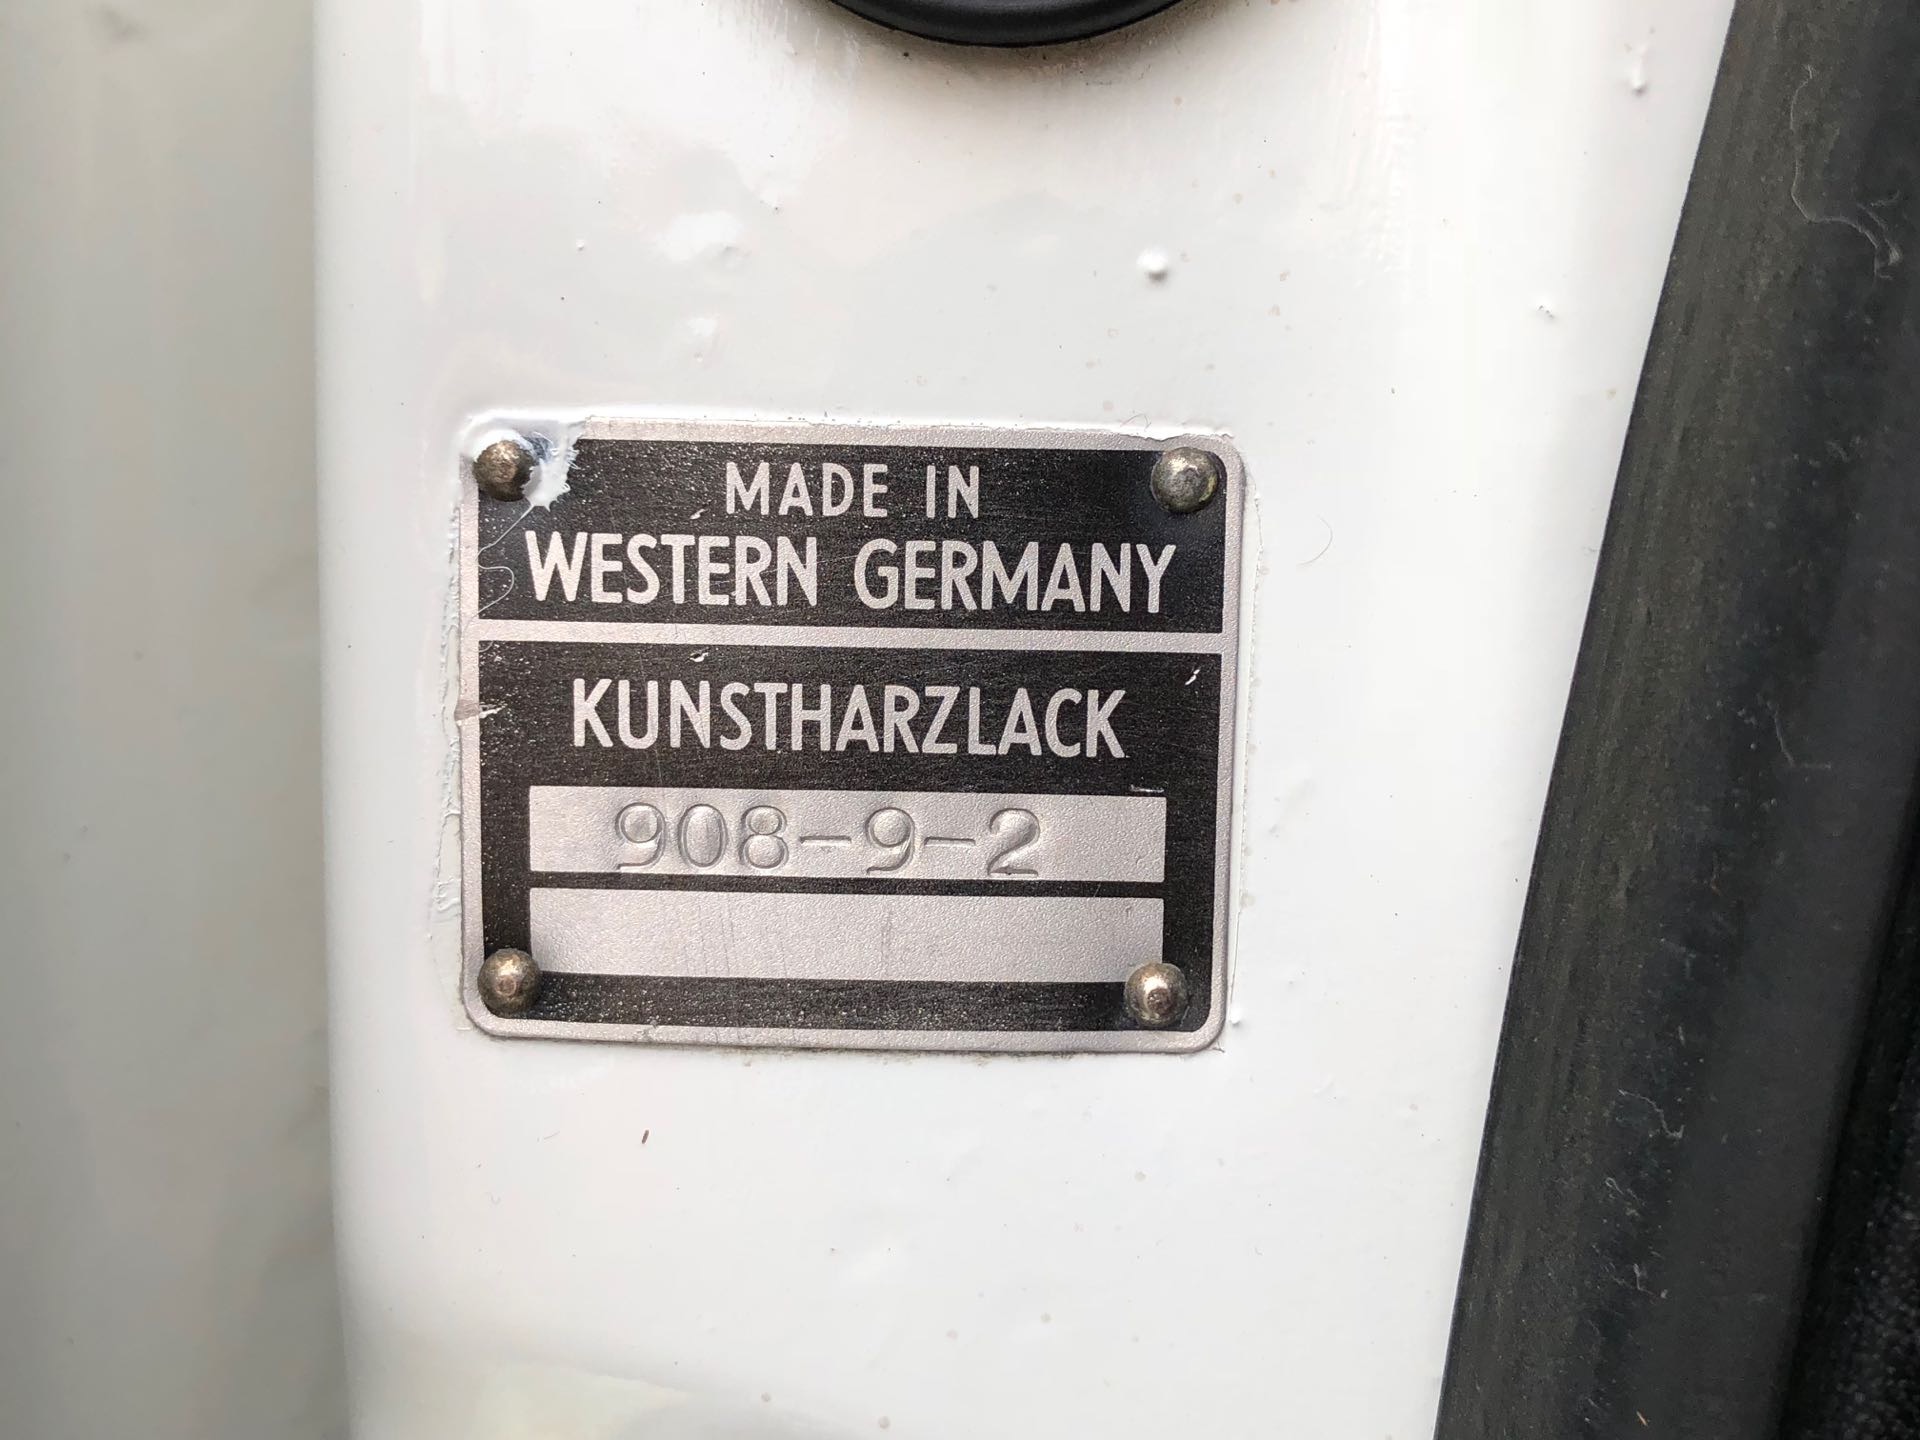 MADE IN
WESTERN GERMANY
KUNSTHARZLACK
908-9-2